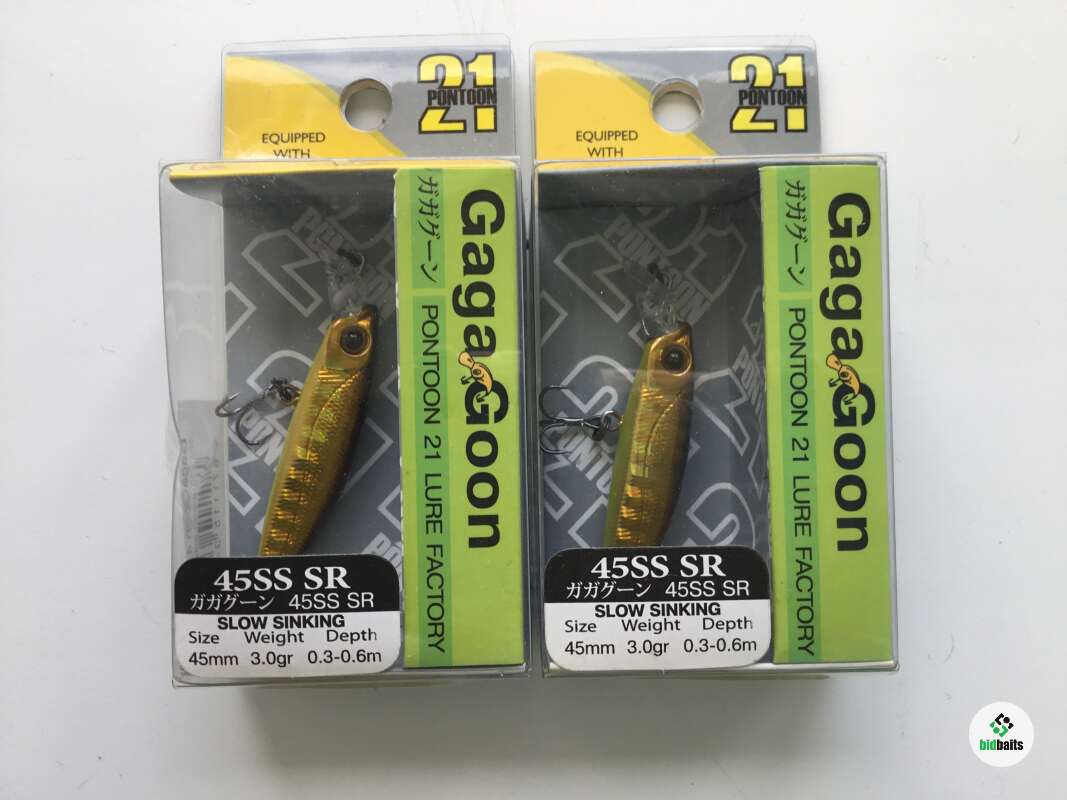 21
PONTOON
EQUIPPED
WITH
Gaga Goon
ガガグーン PONTOON 21 LURE FACTORY
45SS SR
ガガグーン 45SS SR
SLOW SINKING
Size Weight Depth
45mm 3.0gr 0.3-0.6m
21
PONTOON
EQUIPPED
WITH
Gaga Goon
ガガグーン PONTOON 21 LURE FACTORY
45SS SR
ガガグーン 45SS SR
SLOW SINKING
Size Weight Depth
45mm 3.0gr 0.3-0.6m
bidbaits